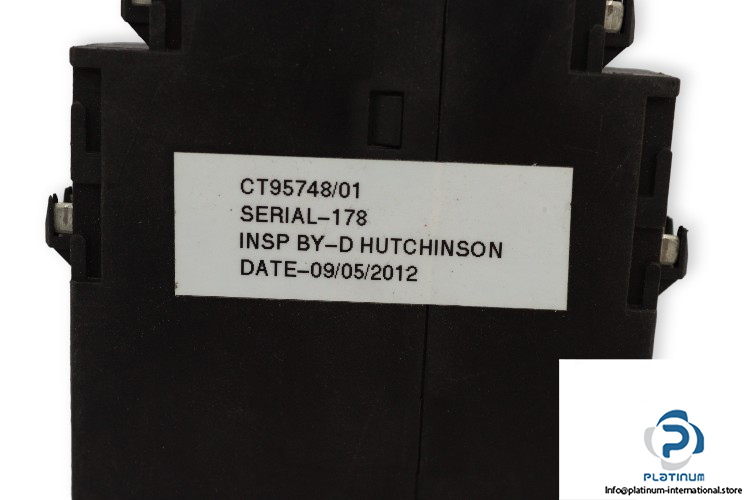 CT95748/01
SERIAL-178
INSP BY-D HUTCHINSON
DATE-09/05/2012
PLATINUM
Info@platinum-international.store